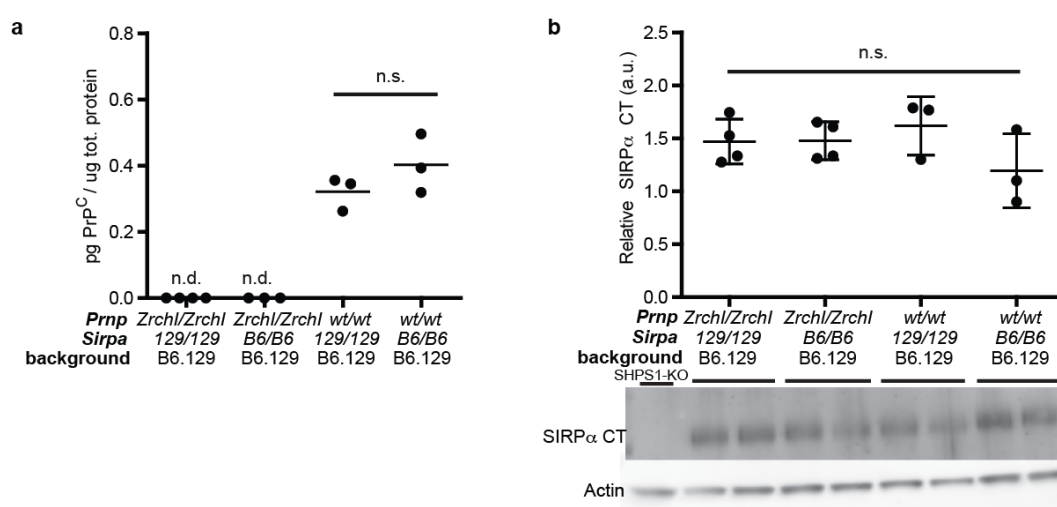 a
0.8
0.6
0.4
0.2
0.0
pg PrP^C / ug tot. protein
n.d.
n.d.
n.s.
Prnp ZrchI/ZrchI ZrchI/ZrchI wt/wt wt/wt
Sirpa 129/129 B6/B6 129/129 B6/B6
background B6.129 B6.129 B6.129 B6.129
b
2.5
2.0
1.5
1.0
0.5
0.0
Relative SIRPα CT (a.u.)
n.s.
Prnp ZrchI/ZrchI ZrchI/ZrchI wt/wt wt/wt
Sirpa 129/129 B6/B6 129/129 B6/B6
background B6.129 B6.129 B6.129 B6.129
SHPS1-KO
SIRPα CT
Actin